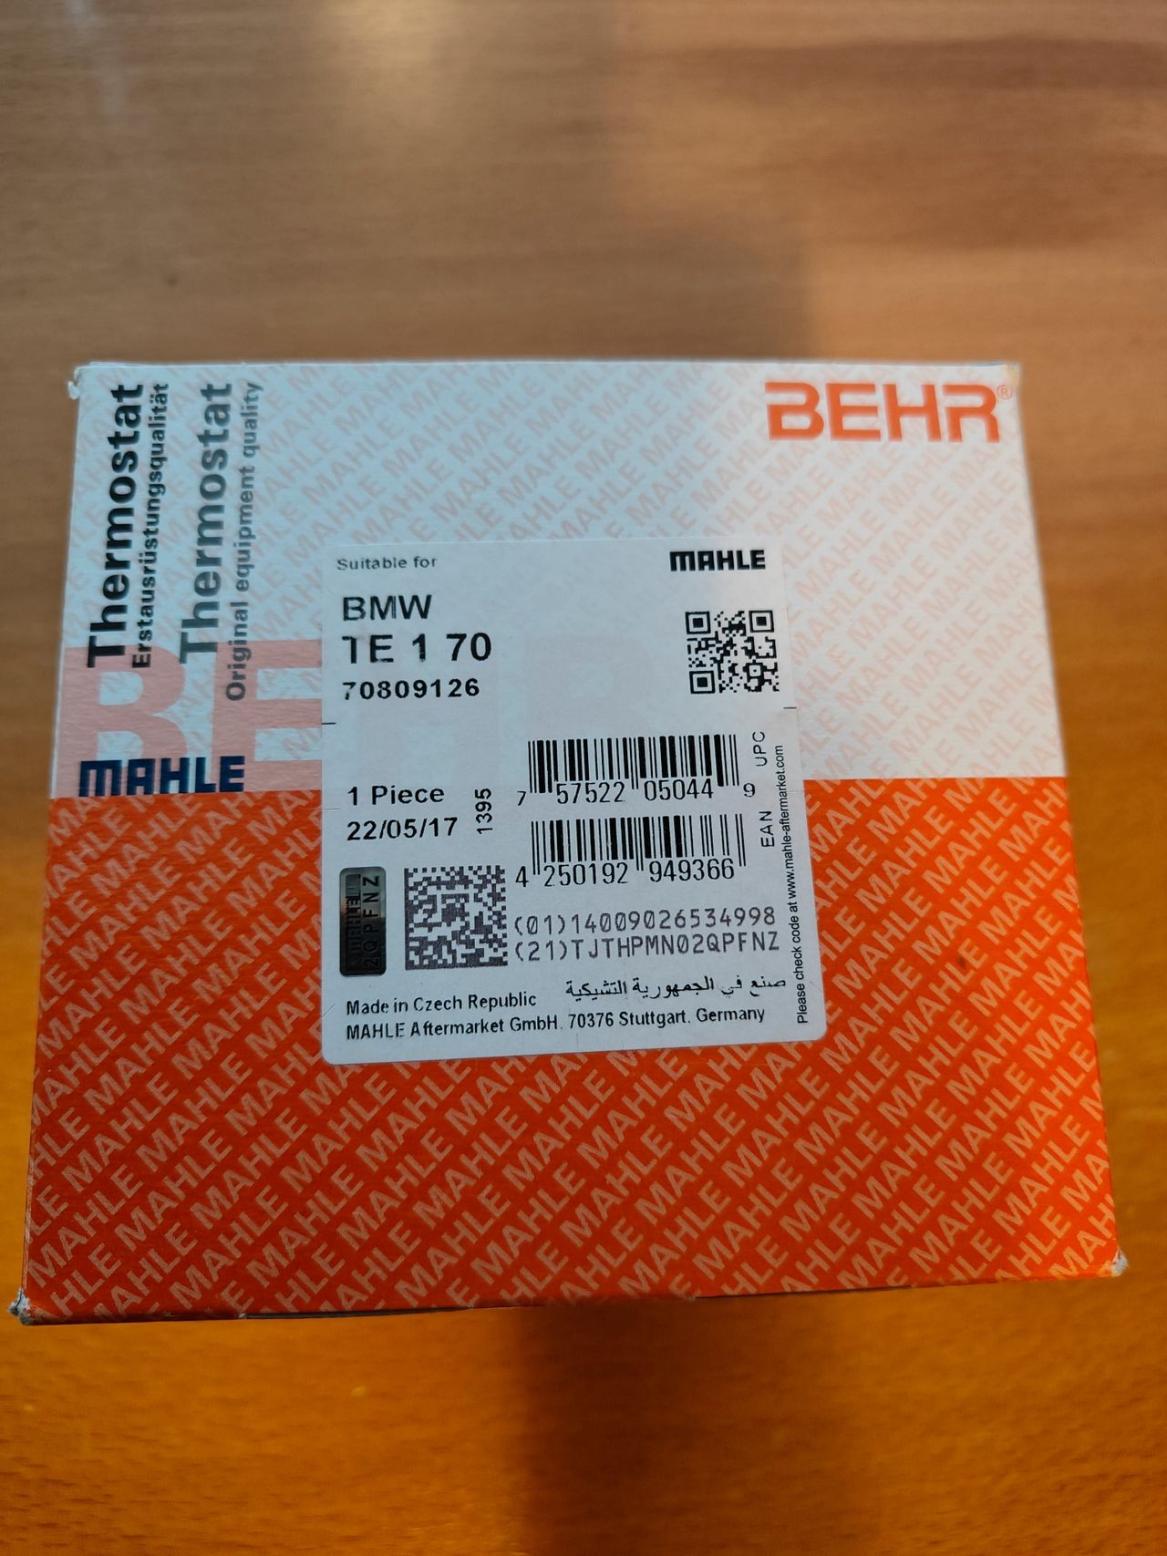 Thermostat
Erstausrüstungsqualität
Thermostat
Original equipment quality
BEHR®
MAHLE
Suitable for
MAHLE
BMW
TE 1 70
70809126
1 Piece
22/05/17
1395
7 57522 05044 9
UPC
4 250192 949366
EAN
(01)14009026534998
(21)TJTHPMN02QPFNZ
MAHLE
2QPFNZ
صنع في الجمهورية التشيكية
Made in Czech Republic
MAHLE Aftermarket GmbH. 70376 Stuttgart. Germany
Please check code at www.mahle-aftermarket.com